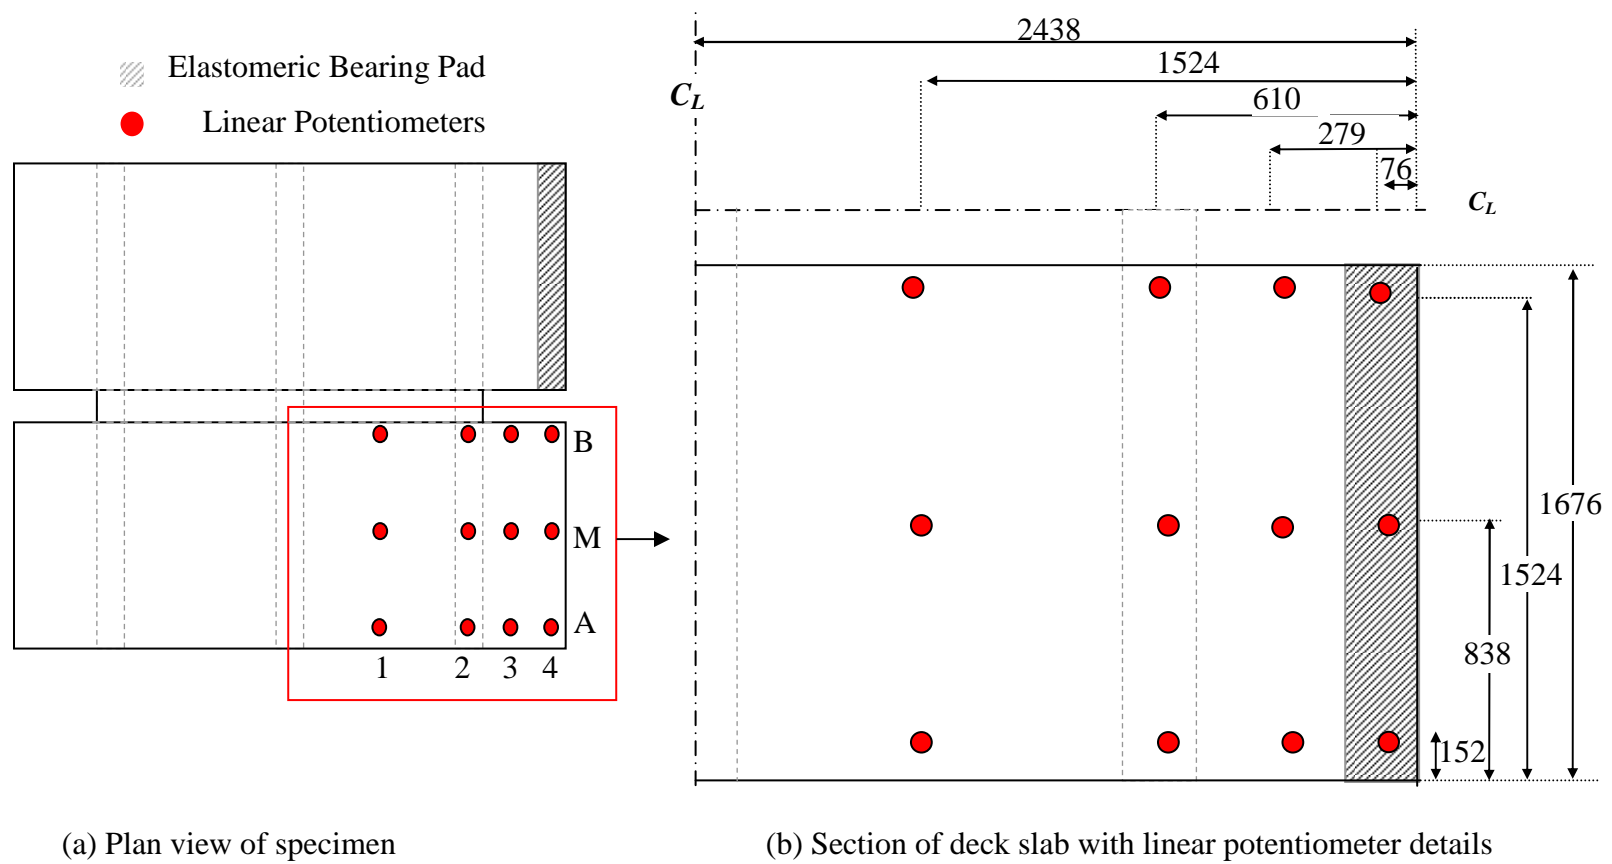 Elastomeric Bearing Pad
Linear Potentiometers
B
M
A
1 2 3 4
(a) Plan view of specimen
2438
1524
C_L
610
279
76
C_L
1676
1524
838
152
(b) Section of deck slab with linear potentiometer details